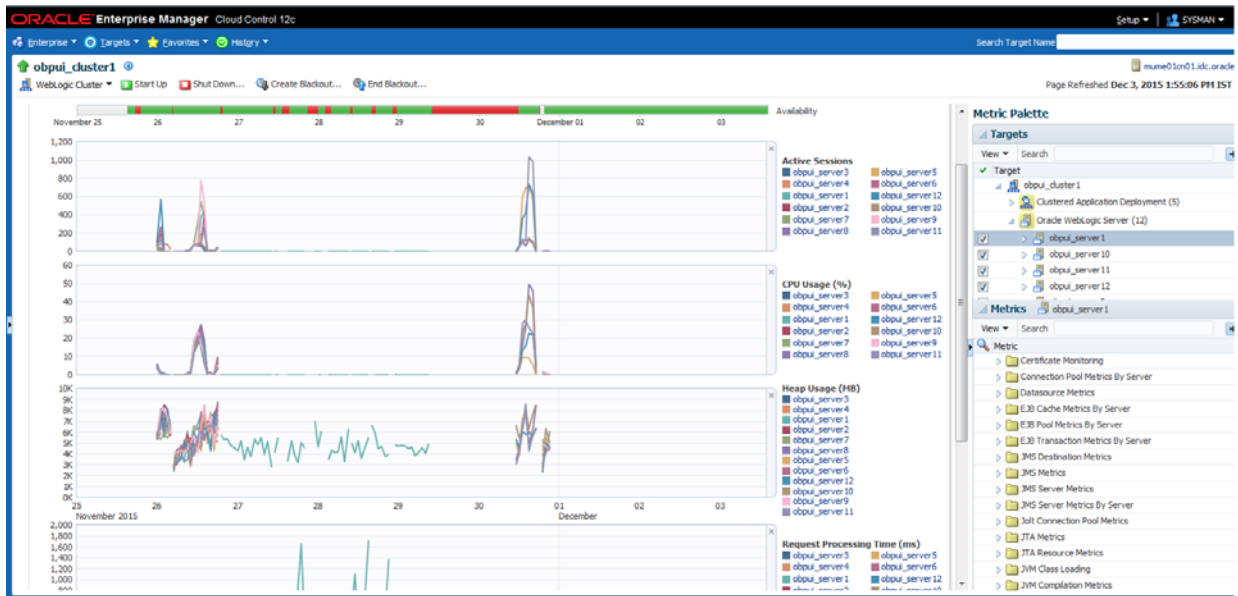 ORACLE Enterprise Manager Cloud Control 12c
Setup SYSMAN
Enterprise Targets Favorites History
Search Target Name
obpui_cluster1
mume01cn01.idc.oracle
WebLogic Cluster Start Up Shut Down... Create Blackout... End Blackout...
Page Refreshed Dec 3, 2015 1:55:06 PM IST
Availability
November 25 26 27 28 29 30 December 01 02 03
1,200
1,000
800
600
400
200
0
Active Sessions
obpui_server3 obpui_server5
obpui_server4 obpui_server6
obpui_server1 obpui_server12
obpui_server2 obpui_server10
obpui_server7 obpui_server9
obpui_server8 obpui_server11
60
50
40
30
20
10
0
CPU Usage (%)
obpui_server3 obpui_server5
obpui_server4 obpui_server6
obpui_server1 obpui_server12
obpui_server2 obpui_server10
obpui_server7 obpui_server9
obpui_server8 obpui_server11
10K
9K
8K
7K
6K
5K
4K
3K
2K
1K
0K
Heap Usage (MB)
obpui_server3
obpui_server4
obpui_server1
obpui_server2
obpui_server7
obpui_server8
obpui_server5
obpui_server6
obpui_server12
obpui_server10
obpui_server9
obpui_server11
25 26 27 28 29 30 01 02 03
November 2015 December
2,000
1,800
1,600
1,400
1,200
1,000
Request Processing Time (ms)
obpui_server3 obpui_server5
obpui_server4 obpui_server6
obpui_server1 obpui_server12
Metric Palette
Targets
View Search
Target
obpui_cluster1
Clustered Application Deployment (5)
Oracle WebLogic Server (12)
obpui_server1
obpui_server10
obpui_server11
obpui_server12
Metrics obpui_server1
View Search
Metric
Certificate Monitoring
Connection Pool Metrics By Server
Datasource Metrics
EJB Cache Metrics By Server
EJB Pool Metrics By Server
EJB Transaction Metrics By Server
JMS Destination Metrics
JMS Metrics
JMS Server Metrics
JMS Server Metrics By Server
Jolt Connection Pool Metrics
JTA Metrics
JTA Resource Metrics
JVM Class Loading
JVM Compilation Metrics